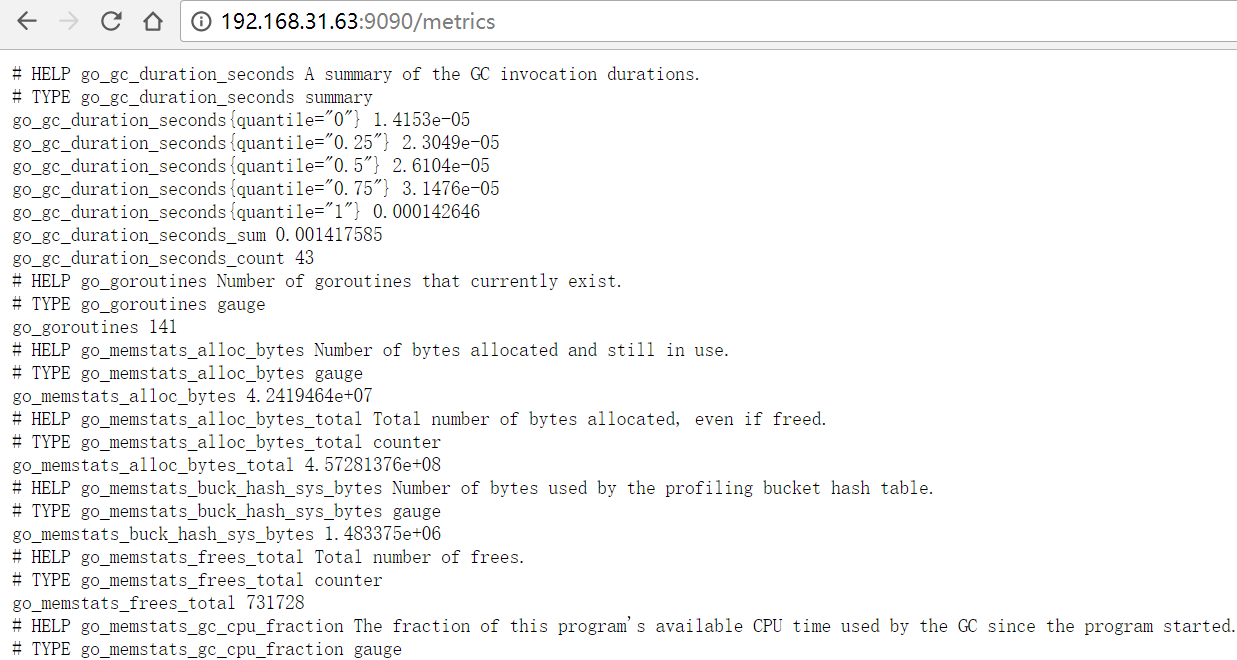 192.168.31.63:9090/metrics
# HELP go_gc_duration_seconds A summary of the GC invocation durations.
# TYPE go_gc_duration_seconds summary
go_gc_duration_seconds{quantile="0"} 1.4153e-05
go_gc_duration_seconds{quantile="0.25"} 2.3049e-05
go_gc_duration_seconds{quantile="0.5"} 2.6104e-05
go_gc_duration_seconds{quantile="0.75"} 3.1476e-05
go_gc_duration_seconds{quantile="1"} 0.000142646
go_gc_duration_seconds_sum 0.001417585
go_gc_duration_seconds_count 43
# HELP go_goroutines Number of goroutines that currently exist.
# TYPE go_goroutines gauge
go_goroutines 141
# HELP go_memstats_alloc_bytes Number of bytes allocated and still in use.
# TYPE go_memstats_alloc_bytes gauge
go_memstats_alloc_bytes 4.2419464e+07
# HELP go_memstats_alloc_bytes_total Total number of bytes allocated, even if freed.
# TYPE go_memstats_alloc_bytes_total counter
go_memstats_alloc_bytes_total 4.57281376e+08
# HELP go_memstats_buck_hash_sys_bytes Number of bytes used by the profiling bucket hash table.
# TYPE go_memstats_buck_hash_sys_bytes gauge
go_memstats_buck_hash_sys_bytes 1.483375e+06
# HELP go_memstats_frees_total Total number of frees.
# TYPE go_memstats_frees_total counter
go_memstats_frees_total 731728
# HELP go_memstats_gc_cpu_fraction The fraction of this program's available CPU time used by the GC since the program started.
# TYPE go_memstats_gc_cpu_fraction gauge